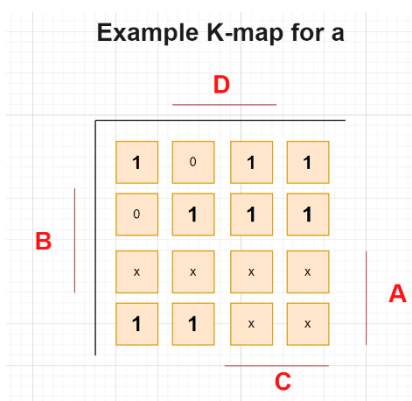 Example K-map for a
D
1 0 1 1
B
0 1 1 1
x x x x
A
1 1 x x
C